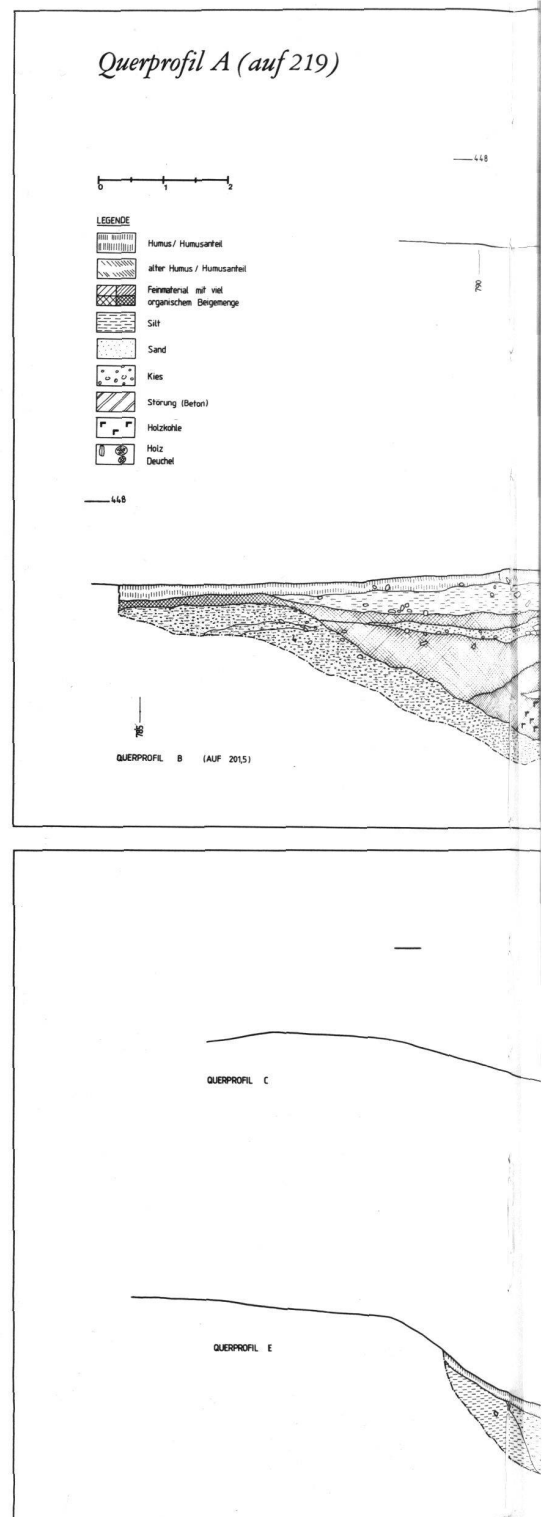 Querprofil A (auf 219)
448
0 1 2
LEGENDE
Humus / Humusanteil
alter Humus / Humusanteil
Feinmaterial mit viel
organischem Beigemenge
Silt
Sand
Kies
Störung (Beton)
Holzkohle
Holz
Deuchel
790
448
785
QUERPROFIL B (AUF 201,5)
QUERPROFIL C
QUERPROFIL E